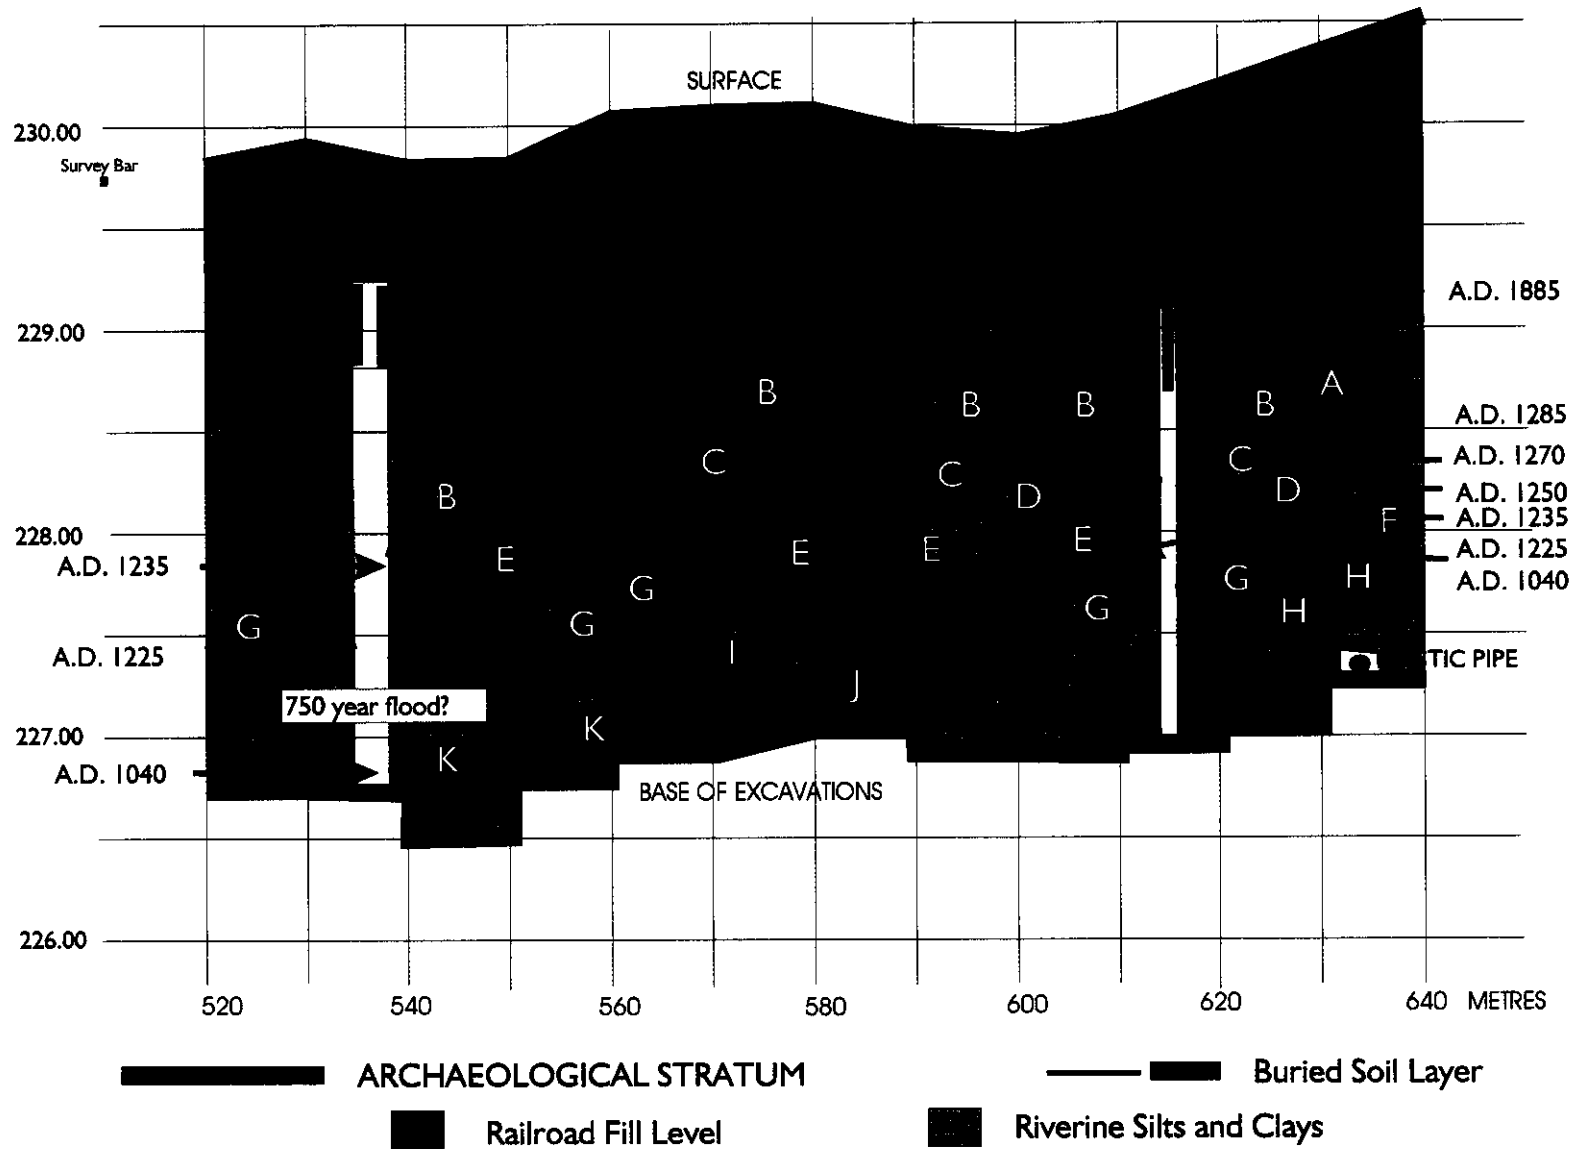 SURFACE
230.00
Survey Bar
A.D. 1885
229.00
A
B
B B B
A.D. 1285
C
C
C
A.D. 1270
B
D
D
A.D. 1250
F
A.D. 1235
228.00
E
E
E
E
A.D. 1225
A.D. 1235
G
H
A.D. 1040
G
G
G
G
H
A.D. 1225
I
TIC PIPE
J
750 year flood?
227.00
K
K
A.D. 1040
BASE OF EXCAVATIONS
226.00
520 540 560 580 600 620 640 METRES
ARCHAEOLOGICAL STRATUM
Buried Soil Layer
Railroad Fill Level
Riverine Silts and Clays